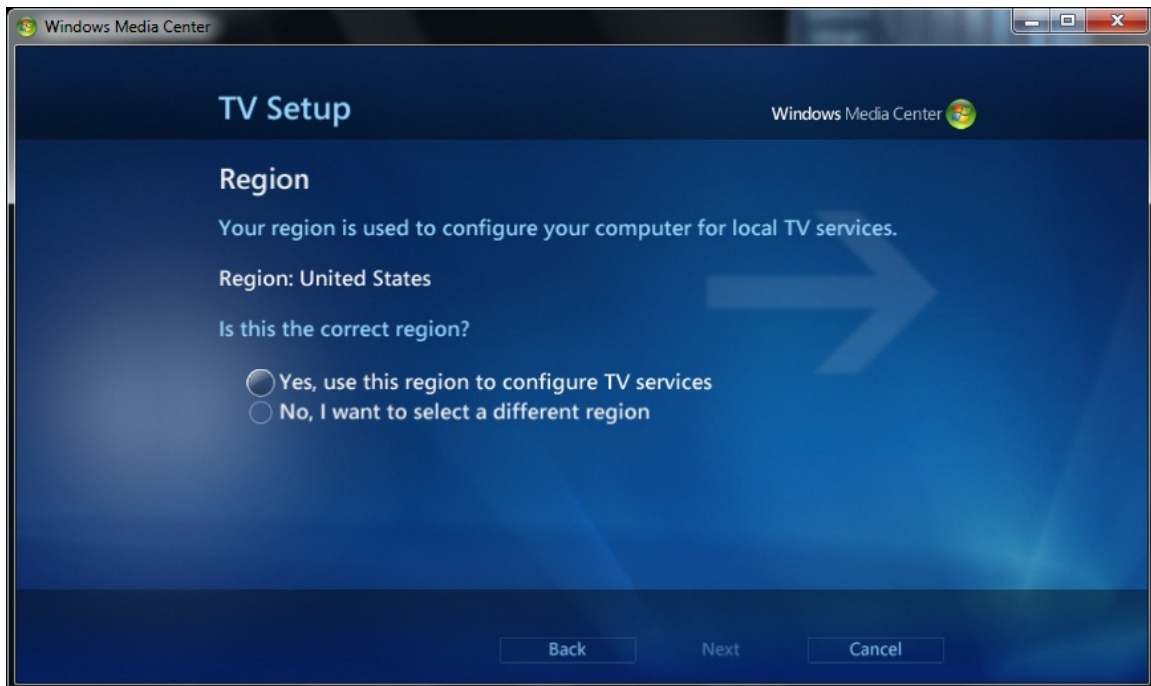 Windows Media Center
TV Setup
Windows Media Center
Region
Your region is used to configure your computer for local TV services.
Region: United States
Is this the correct region?
Yes, use this region to configure TV services
No, I want to select a different region
Back Next Cancel